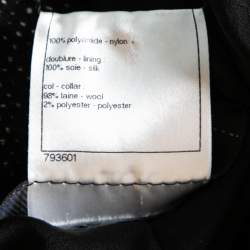 100% polyamide - nylon
doublure - lining
100% soie - silk
col - collar
98% laine - wool
2% polyester - polyester
793601